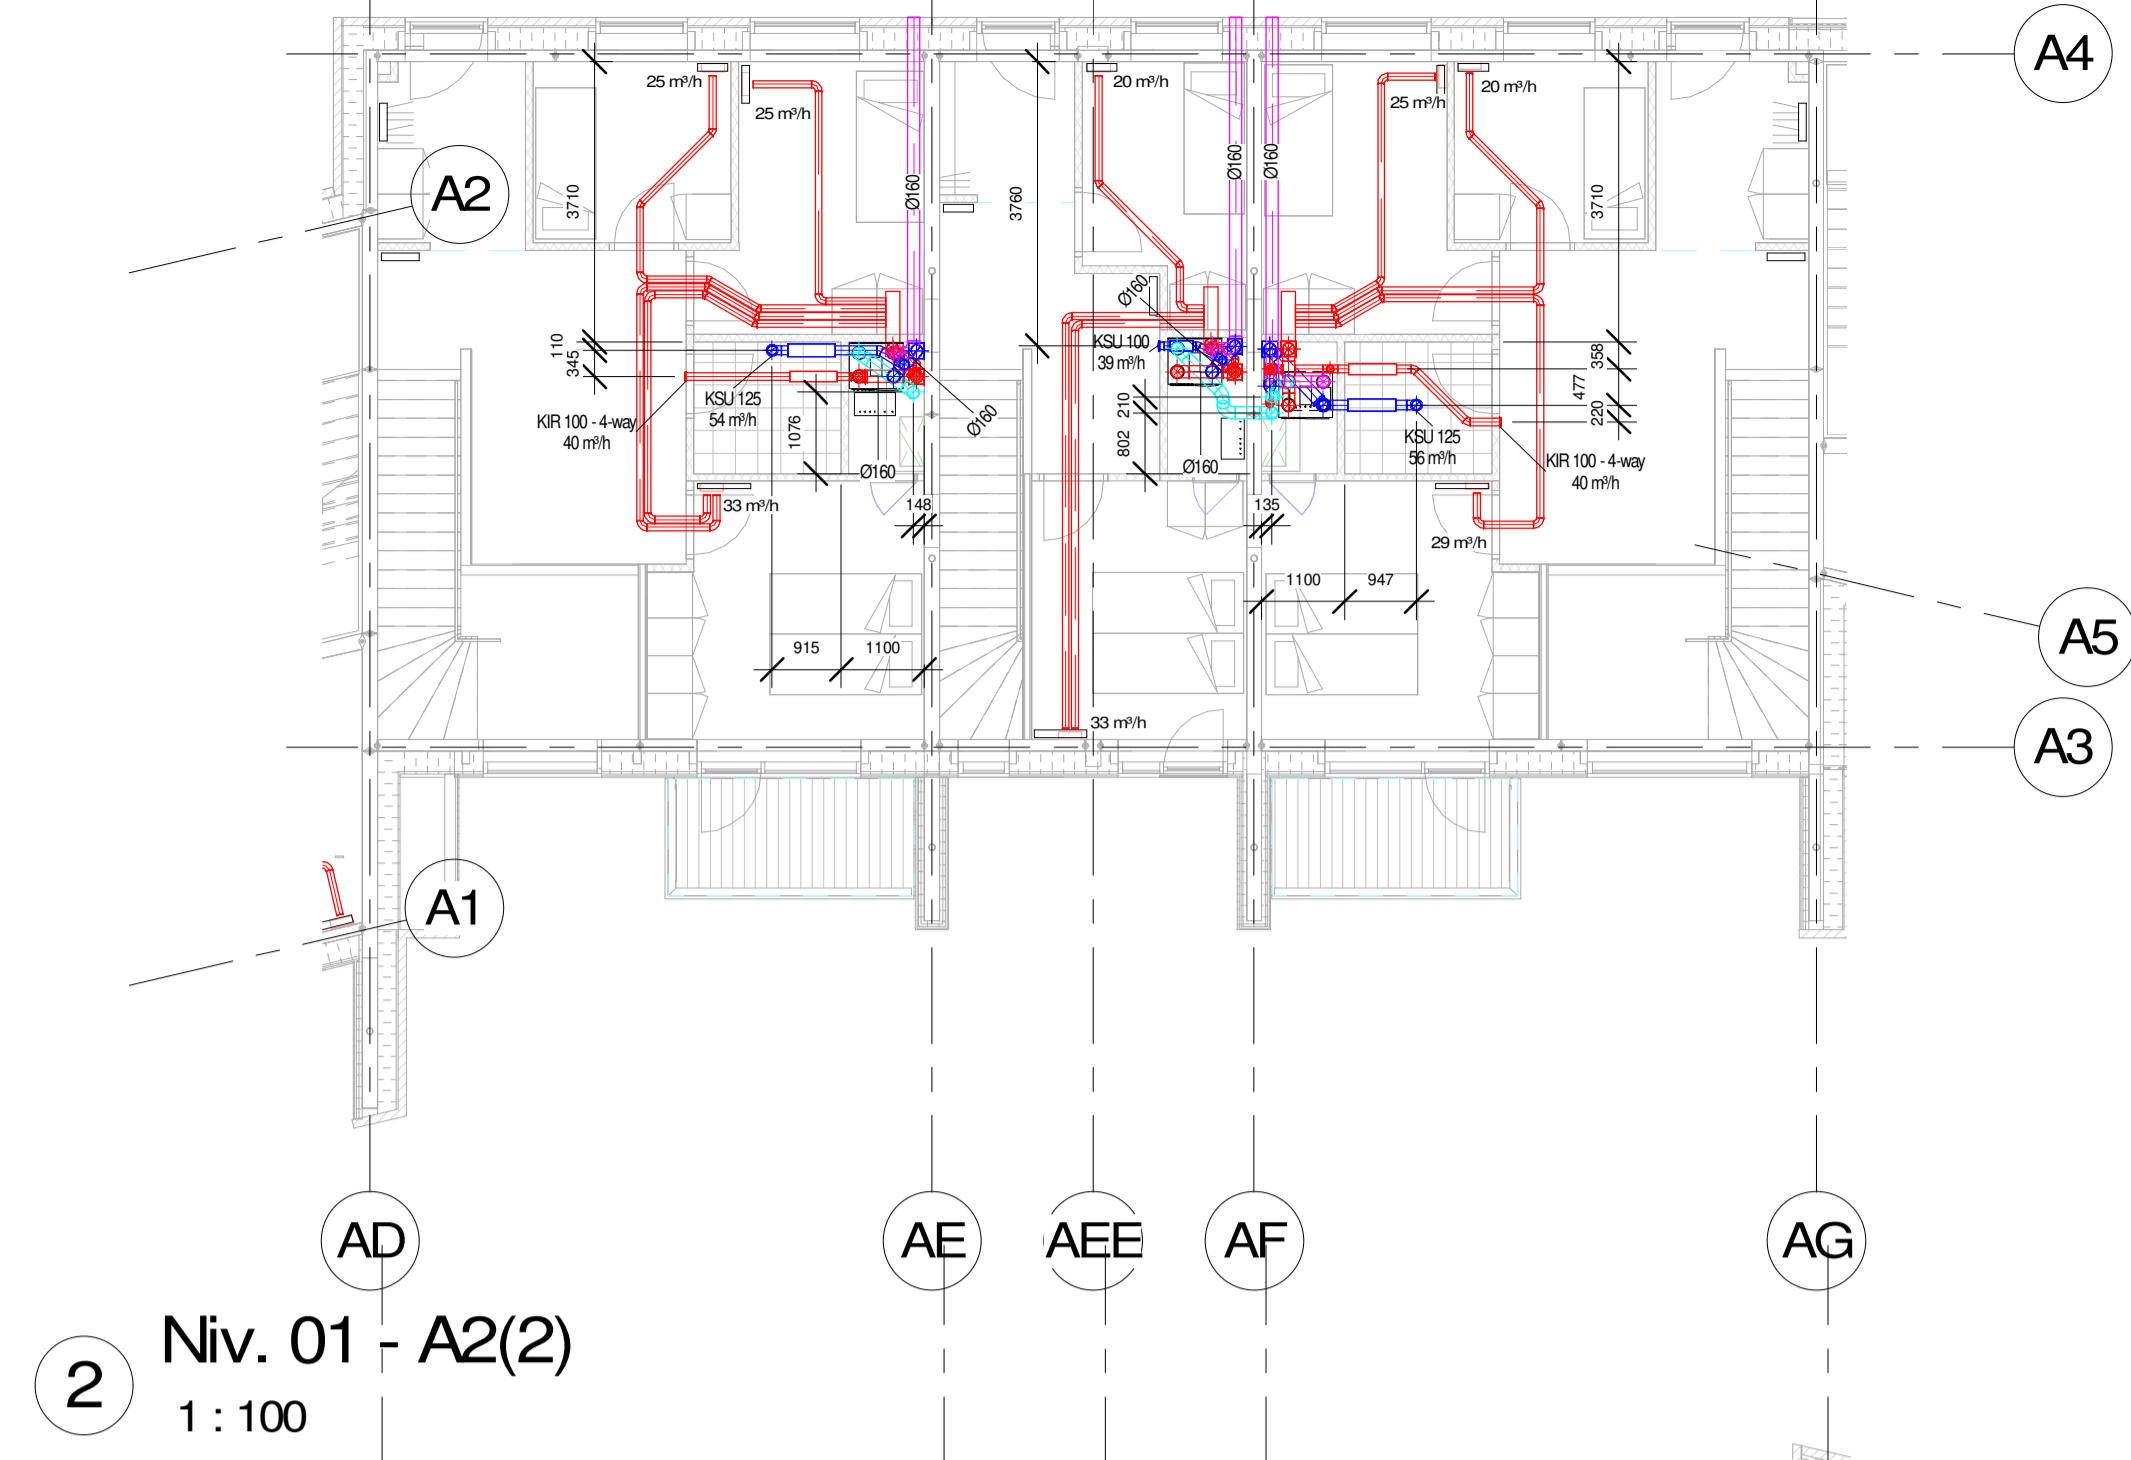 A4
25 m³/h
25 m³/h
20 m³/h
25 m³/h
20 m³/h
A2
3710
Ø160
3760
Ø160
Ø160
3710
Ø160
110
345
KSU 100
39 m³/h
358
477
220
KSU 125
54 m³/h
KIR 100 - 4-way
40 m³/h
1076
Ø160
Ø160
210
802
Ø160
KSU 125
56 m³/h
KIR 100 - 4-way
40 m³/h
33 m³/h
148
135
29 m³/h
1100
947
A5
915
1100
33 m³/h
A3
A1
AD
AE
AEE
AF
AG
2
Niv. 01 - A2(2)
1 : 100